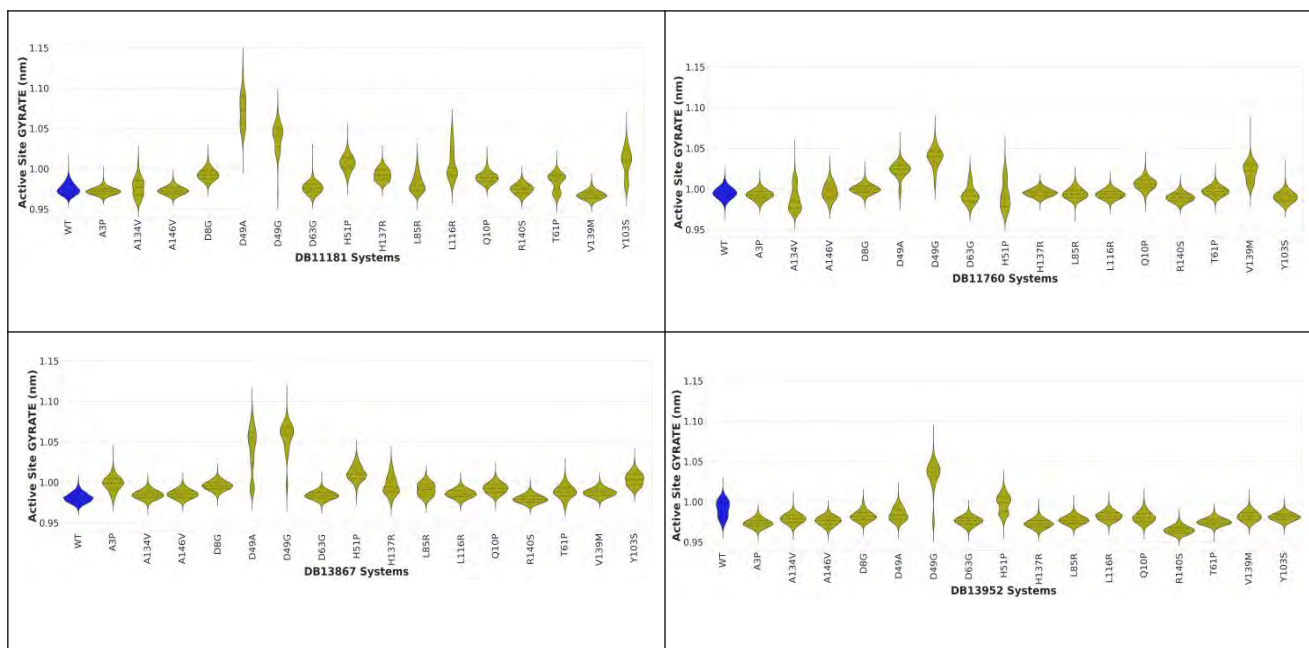 Active Site GYRATE (nm)
1.15
1.10
1.05
1.00
0.95
WT
A3P
A134V
A146V
D8G
D49A
D49G
D63G
H51P
H137R
L85R
L116R
Q10P
R140S
T61P
V139M
Y103S
DB11181 Systems
Active Site GYRATE (nm)
1.15
1.10
1.05
1.00
0.95
WT
A3P
A134V
A146V
D8G
D49A
D49G
D63G
H51P
H137R
L85R
L116R
Q10P
R140S
T61P
V139M
Y103S
DB11760 Systems
Active Site GYRATE (nm)
1.15
1.10
1.05
1.00
0.95
WT
A3P
A134V
A146V
D8G
D49A
D49G
D63G
H51P
H137R
L85R
L116R
Q10P
R140S
T61P
V139M
Y103S
DB13867 Systems
Active Site GYRATE (nm)
1.15
1.10
1.05
1.00
0.95
WT
A3P
A134V
A146V
D8G
D49A
D49G
D63G
H51P
H137R
L85R
L116R
Q10P
R140S
T61P
V139M
Y103S
DB13952 Systems